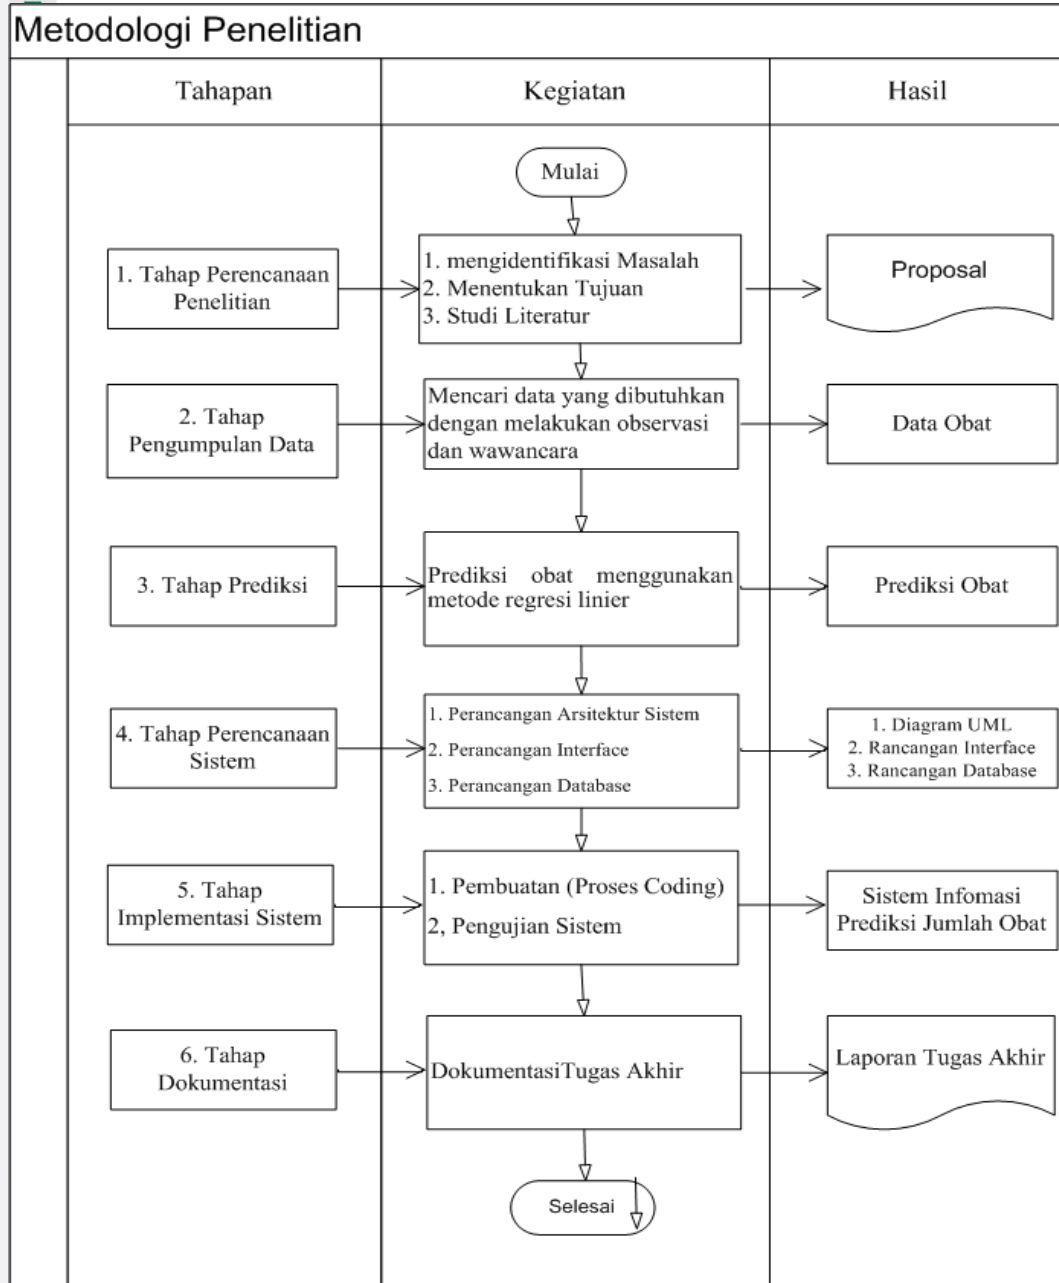 Metodologi Penelitian
Tahapan
Kegiatan
Hasil
Mulai
1. Tahap Perencanaan
Penelitian
1. mengidentifikasi Masalah
2. Menentukan Tujuan
3. Studi Literatur
Proposal
2. Tahap
Pengumpulan Data
Mencari data yang dibutuhkan
dengan melakukan observasi
dan wawancara
Data Obat
3. Tahap Prediksi
Prediksi obat menggunakan
metode regresi linier
Prediksi Obat
4. Tahap Perencanaan
Sistem
1. Perancangan Arsitektur Sistem
2. Perancangan Interface
3. Perancangan Database
1. Diagram UML
2. Rancangan Interface
3. Rancangan Database
5. Tahap
Implementasi Sistem
1. Pembuatan (Proses Coding)
2, Pengujian Sistem
Sistem Infomasi
Prediksi Jumlah Obat
6. Tahap
Dokumentasi
DokumentasiTugas Akhir
Laporan Tugas Akhir
Selesai